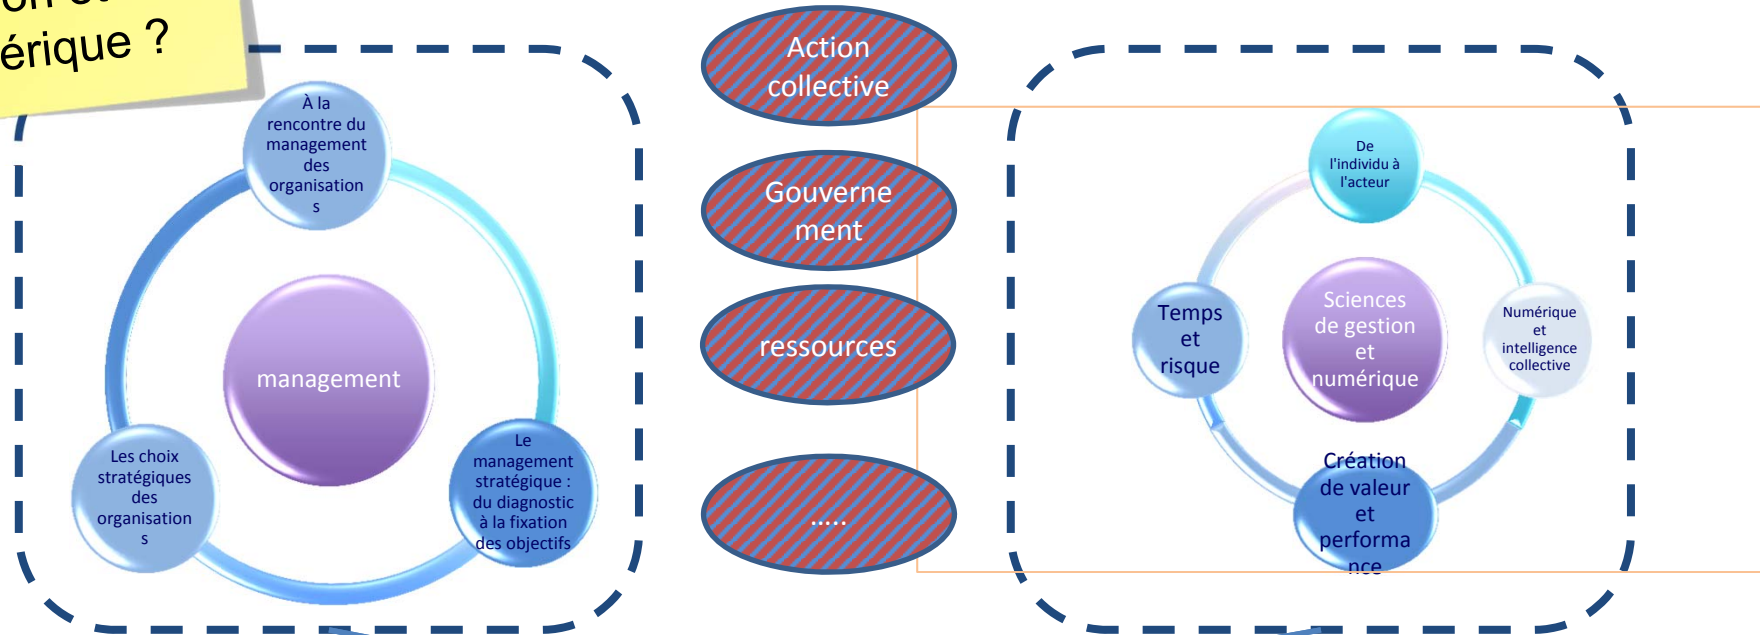 érique ?
À la
rencontre du
management
des
organisation
s
management
Les choix
stratégiques
des
organisation
s
Le
management
stratégique :
du diagnostic
à la fixation
des objectifs
Action
collective
Gouverne
ment
ressources
.....
De
l'individu à
l'acteur
Temps
et
risque
Sciences
de gestion
et
numérique
Numérique
et
intelligence
collective
Création
de valeur
et
performa
nce